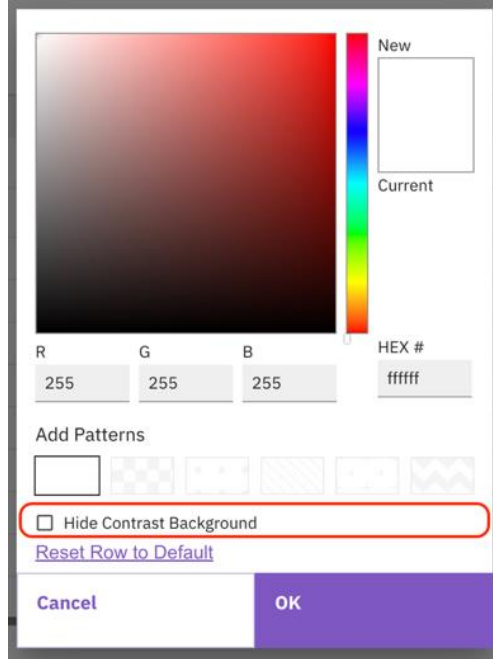 New
Current
R G B HEX #
255 255 255 ffffff
Add Patterns
Hide Contrast Background
Reset Row to Default
Cancel OK